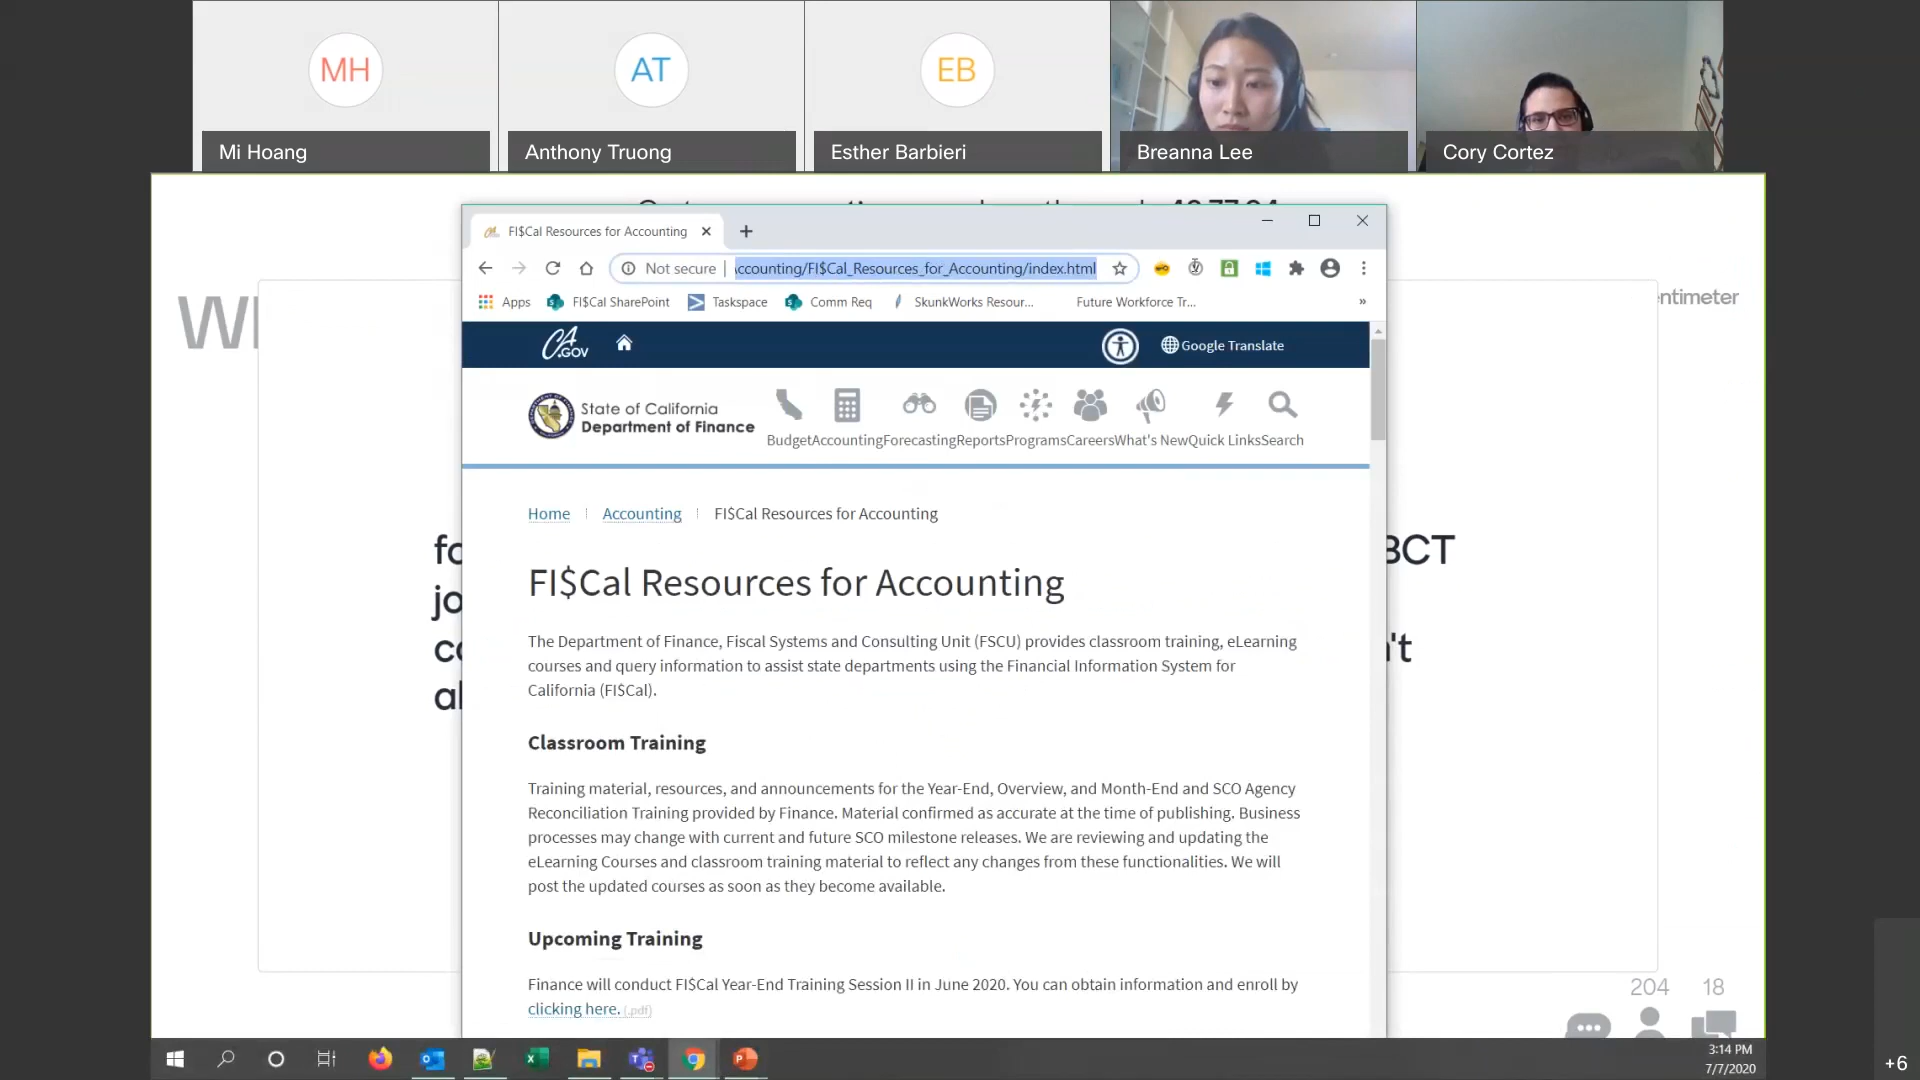 MH
AT
EB
Mi Hoang
Anthony Truong
Esther Barbieri
Breanna Lee
Cory Cortez
FI$Cal Resources for Accounting
Not secure
ccounting/FI$Cal_Resources_for_Accounting/index.html
Apps
FI$Cal SharePoint
Taskspace
Comm Req
SkunkWorks Resour...
Future Workforce Tr...
»
entimeter
CA.GOV
Google Translate
State of California
Department of Finance
Budget
Accounting
Forecasting
Reports
Programs
Careers
What's New
Quick Links
Search
Home
Accounting
FI$Cal Resources for Accounting
FI$Cal Resources for Accounting
The Department of Finance, Fiscal Systems and Consulting Unit (FSCU) provides classroom training, eLearning
courses and query information to assist state departments using the Financial Information System for
California (FI$Cal).
Classroom Training
Training material, resources, and announcements for the Year-End, Overview, and Month-End and SCO Agency
Reconciliation Training provided by Finance. Material confirmed as accurate at the time of publishing. Business
processes may change with current and future SCO milestone releases. We are reviewing and updating the
eLearning Courses and classroom training material to reflect any changes from these functionalities. We will
post the updated courses as soon as they become available.
Upcoming Training
Finance will conduct FI$Cal Year-End Training Session II in June 2020. You can obtain information and enroll by
clicking here. (.pdf)
fo
BCT
jo
co
n't
al
204
18
3:14 PM
7/7/2020
+6